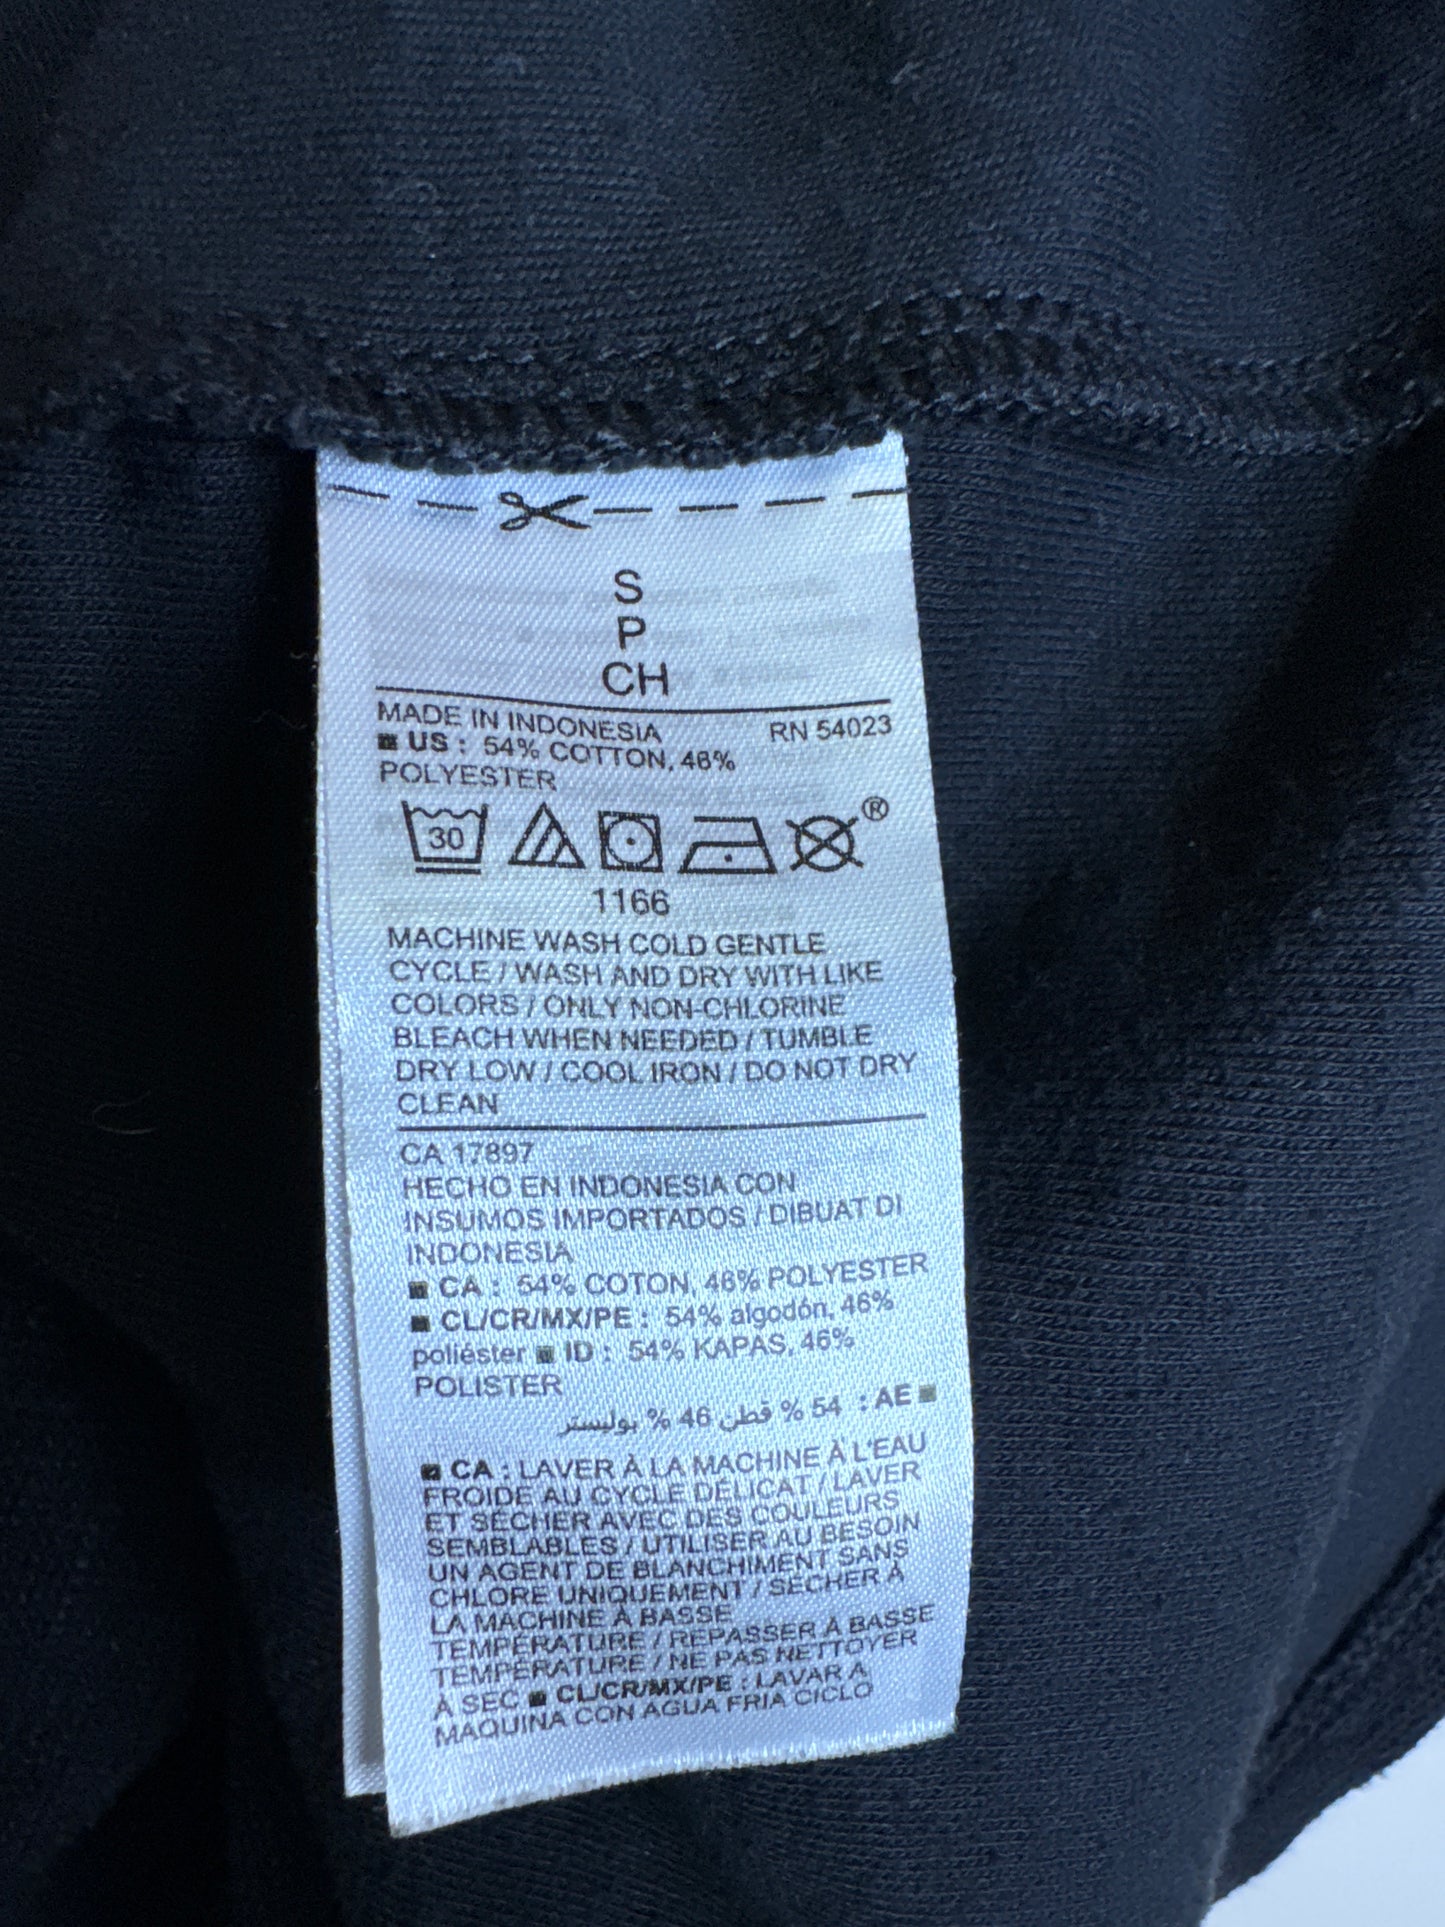 S
P
CH
MADE IN INDONESIA RN 54023
US : 54% COTTON, 46%
POLYESTER
30 ®
1166
MACHINE WASH COLD GENTLE
CYCLE / WASH AND DRY WITH LIKE
COLORS / ONLY NON-CHLORINE
BLEACH WHEN NEEDED / TUMBLE
DRY LOW / COOL IRON / DO NOT DRY
CLEAN
CA 17897
HECHO EN INDONESIA CON
INSUMOS IMPORTADOS / DIBUAT DI
INDONESIA
■ CA : 54% COTON, 46% POLYESTER
■ CL/CR/MX/PE : 54% algodón, 46%
poliéster ■ ID : 54% KAPAS, 46%
POLISTER
■ AE : 54 % قطن 46 % بوليستر
■ CA : LAVER À LA MACHINE À L'EAU
FROIDE AU CYCLE DÉLICAT / LAVER
ET SÉCHER AVEC DES COULEURS
SEMBLABLES / UTILISER AU BESOIN
UN AGENT DE BLANCHIMENT SANS
CHLORE UNIQUEMENT / SÉCHER À
LA MACHINE À BASSE
TEMPÉRATURE / REPASSER À BASSE
TEMPÉRATURE / NE PAS NETTOYER
À SEC ■ CL/CR/MX/PE : LAVAR A
MAQUINA CON AGUA FRIA CICLO